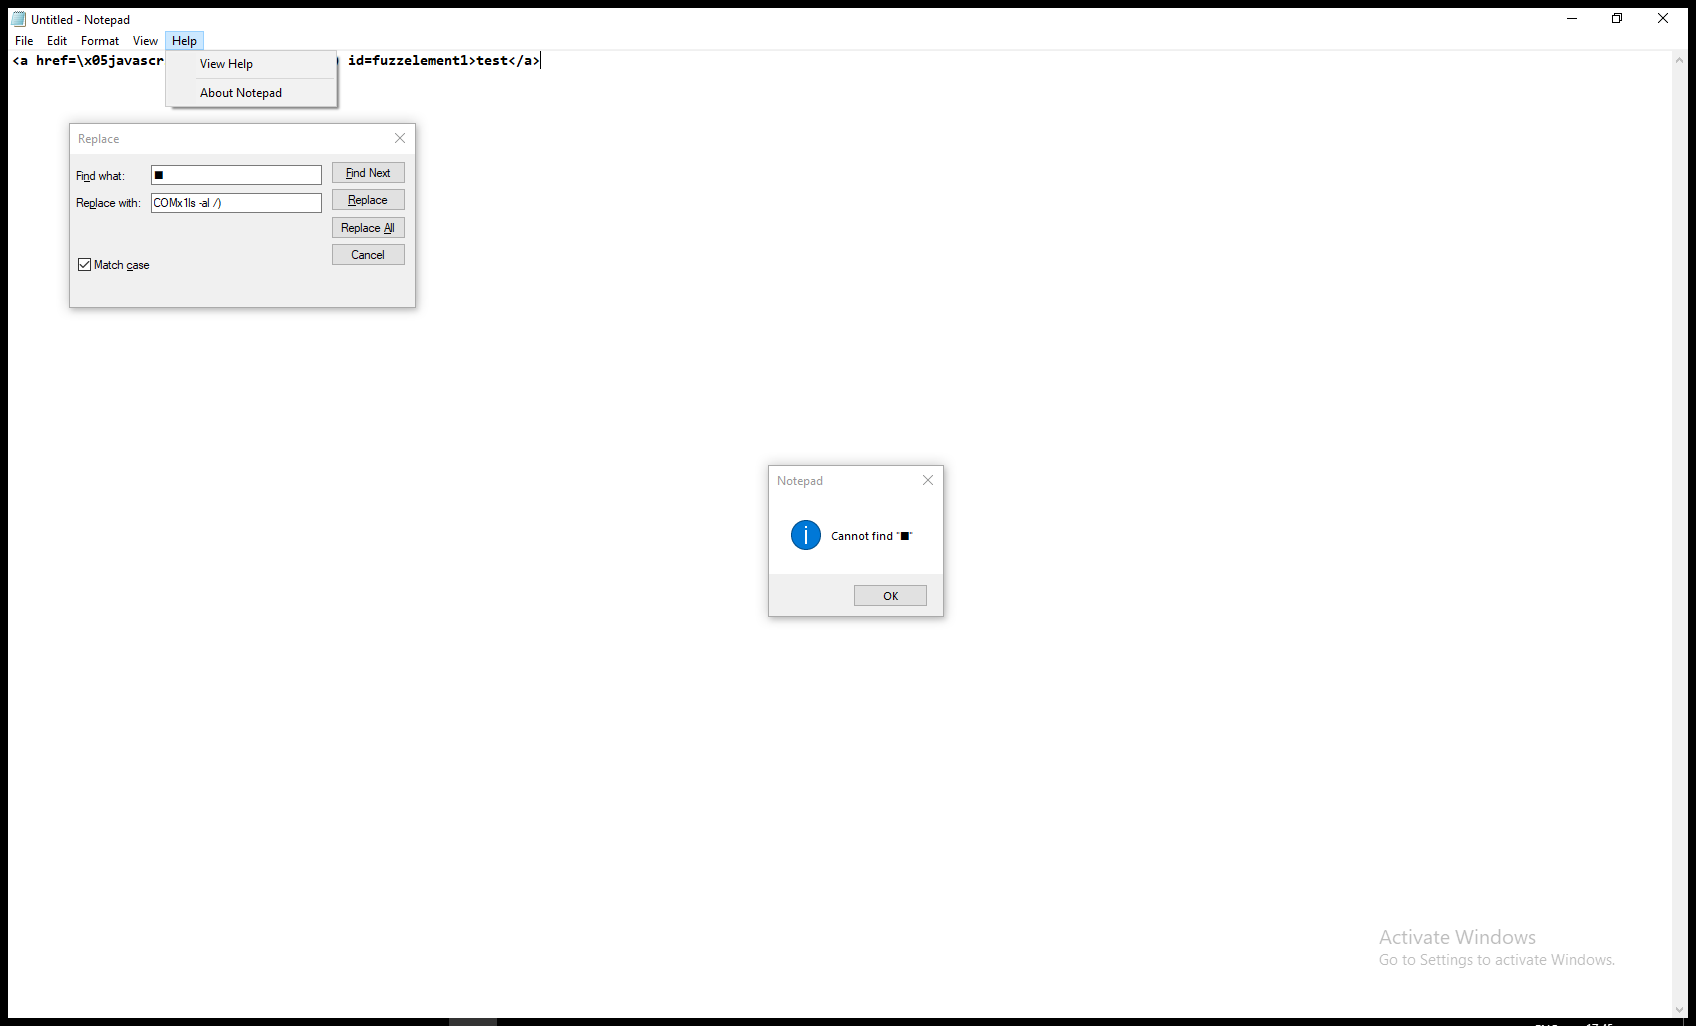 Untitled - Notepad
File Edit Format View Help
<a href=\x05javascr ) id=fuzzelement1>test</a>
View Help
About Notepad
Replace
Find what: ■
Find Next
Replace with: COMx1ls -al /)
Replace
Replace All
Cancel
Match case
Notepad
Cannot find "■"
OK
Activate Windows
Go to Settings to activate Windows.